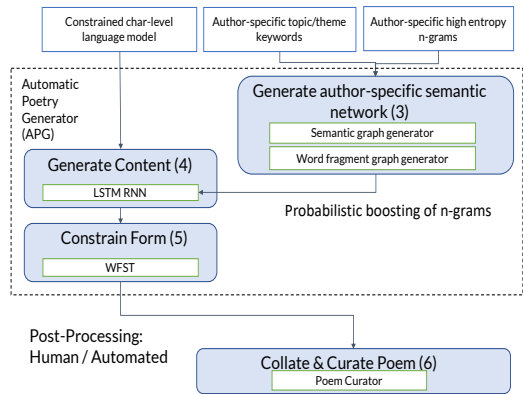 Constrained char-level
language model
Author-specific topic/theme
keywords
Author-specific high entropy
n-grams
Automatic
Poetry
Generator
(APG)
Generate author-specific semantic
network (3)
Semantic graph generator
Word fragment graph generator
Generate Content (4)
LSTM RNN
Probabilistic boosting of n-grams
Constrain Form (5)
WFST
Post-Processing:
Human / Automated
Collate & Curate Poem (6)
Poem Curator